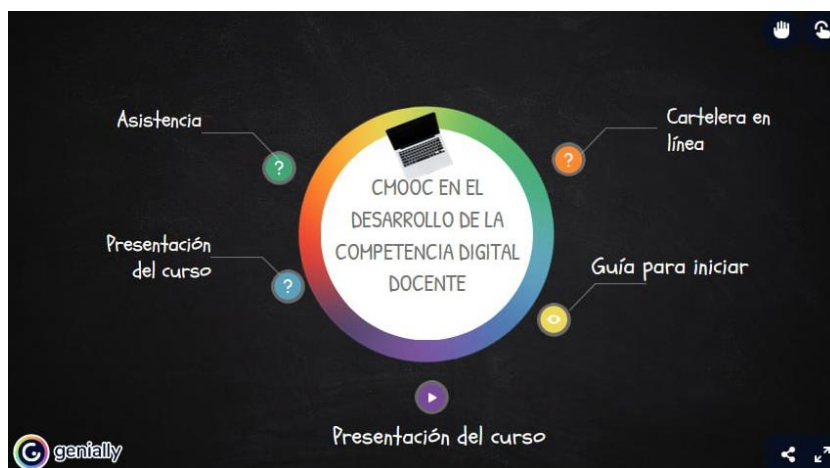 Asistencia
Cartelera en
línea
CMOOC EN EL
DESARROLLO DE LA
COMPETENCIA DIGITAL
DOCENTE
Presentación
del curso
Guía para iniciar
Presentación del curso
genially